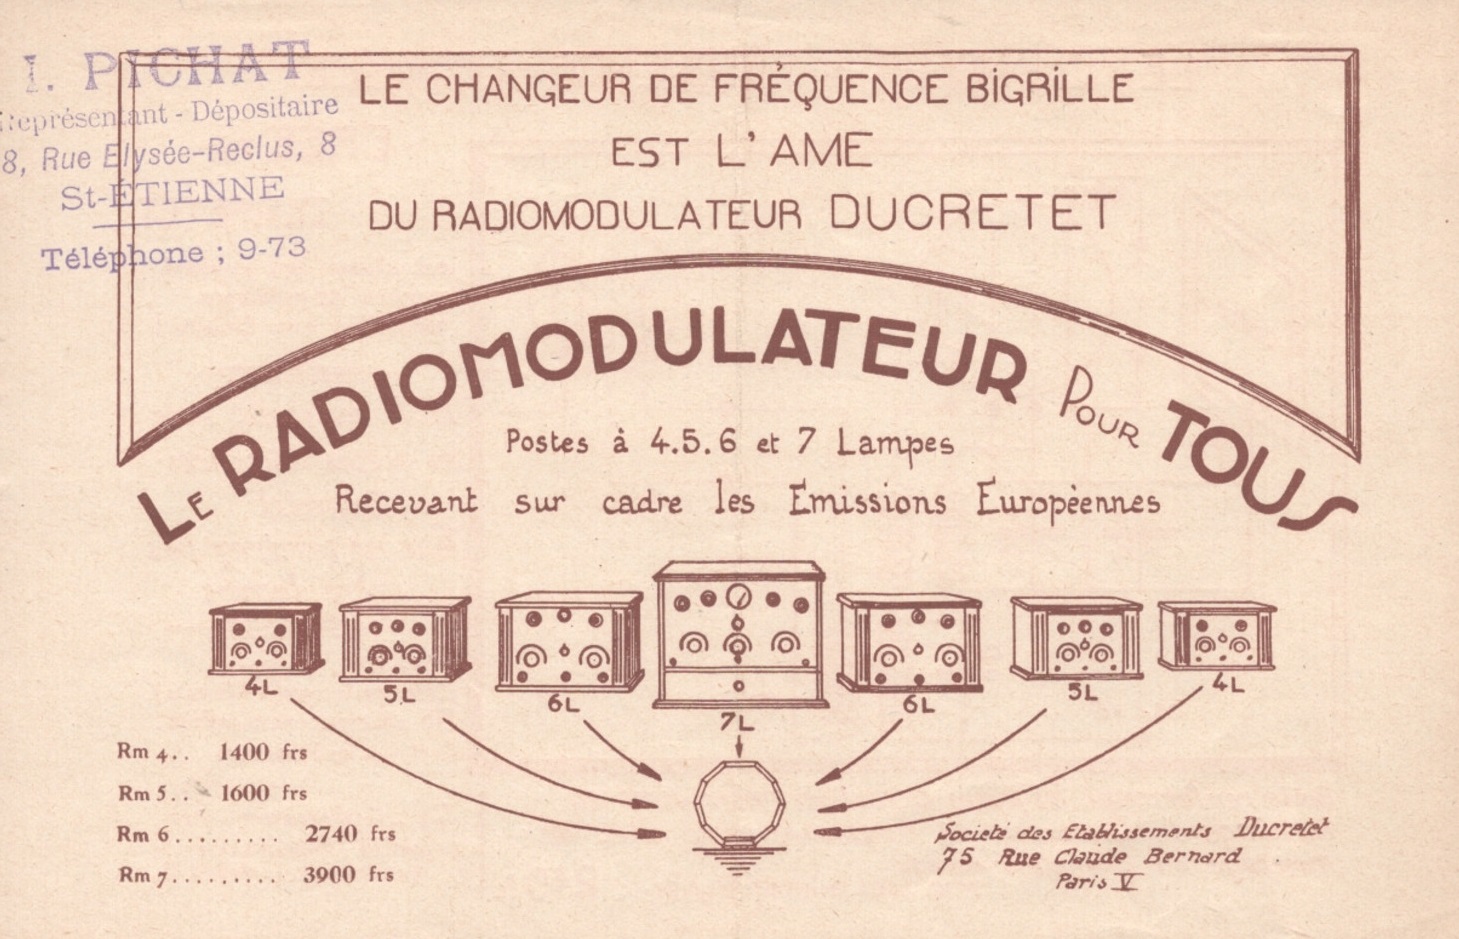 I. PICHAT
Représentant - Dépositaire
8, Rue Elysée-Reclus, 8
St-ÉTIENNE
Téléphone ; 9-73
LE CHANGEUR DE FRÉQUENCE BIGRILLE
EST L'AME
DU RADIOMODULATEUR DUCRETET
LE RADIOMODULATEUR POUR TOUS
Postes à 4.5.6 et 7 Lampes
Recevant sur cadre les Emissions Europèennes
4L
5L
6L
7L
6L
5L
4L
Rm 4.. 1400 frs
Rm 5.. 1600 frs
Rm 6......... 2740 frs
Rm 7......... 3900 frs
Societé des Etablissements Ducretet
75 Rue Claude Bernard
Paris V